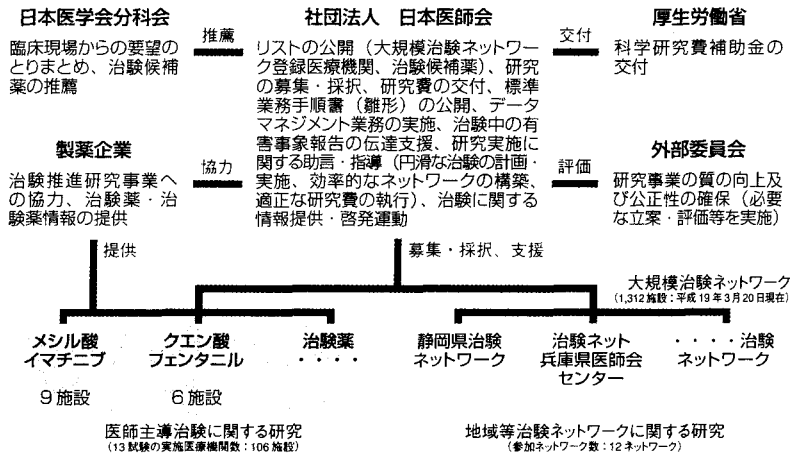 日本医学会分科会
臨床現場からの要望の
とりまとめ、治験候補
薬の推薦
推薦
社団法人 日本医師会
リストの公開（大規模治験ネットワー
ク登録医療機関、治験候補薬）、研究
の募集・採択、研究費の交付、標準
業務手順書（雛形）の公開、データ
マネジメント業務の実施、治験中の有
害事象報告の伝達支援、研究実施に
関する助言・指導（円滑な治験の計画・
実施、効率的なネットワークの構築、
適正な研究費の執行）、治験に関する
情報提供・啓発運動
交付
厚生労働省
科学研究費補助金の
交付
製薬企業
治験推進研究事業へ
の協力、治験薬・治
験薬情報の提供
協力
評価
外部委員会
研究事業の質の向上及
び公正性の確保（必要
な立案・評価等を実施）
提供
募集・採択、支援
大規模治験ネットワーク
（1,312施設：平成19年3月20日現在）
メシル酸
イマチニブ
9施設
クエン酸
フェンタニル
6施設
治験薬
・・・・
静岡県治験
ネットワーク
治験ネット
兵庫県医師会
センター
・・・・治験
ネットワーク
医師主導治験に関する研究
（13試験の実施医療機関数：106施設）
地域等治験ネットワークに関する研究
（参加ネットワーク数：12ネットワーク）